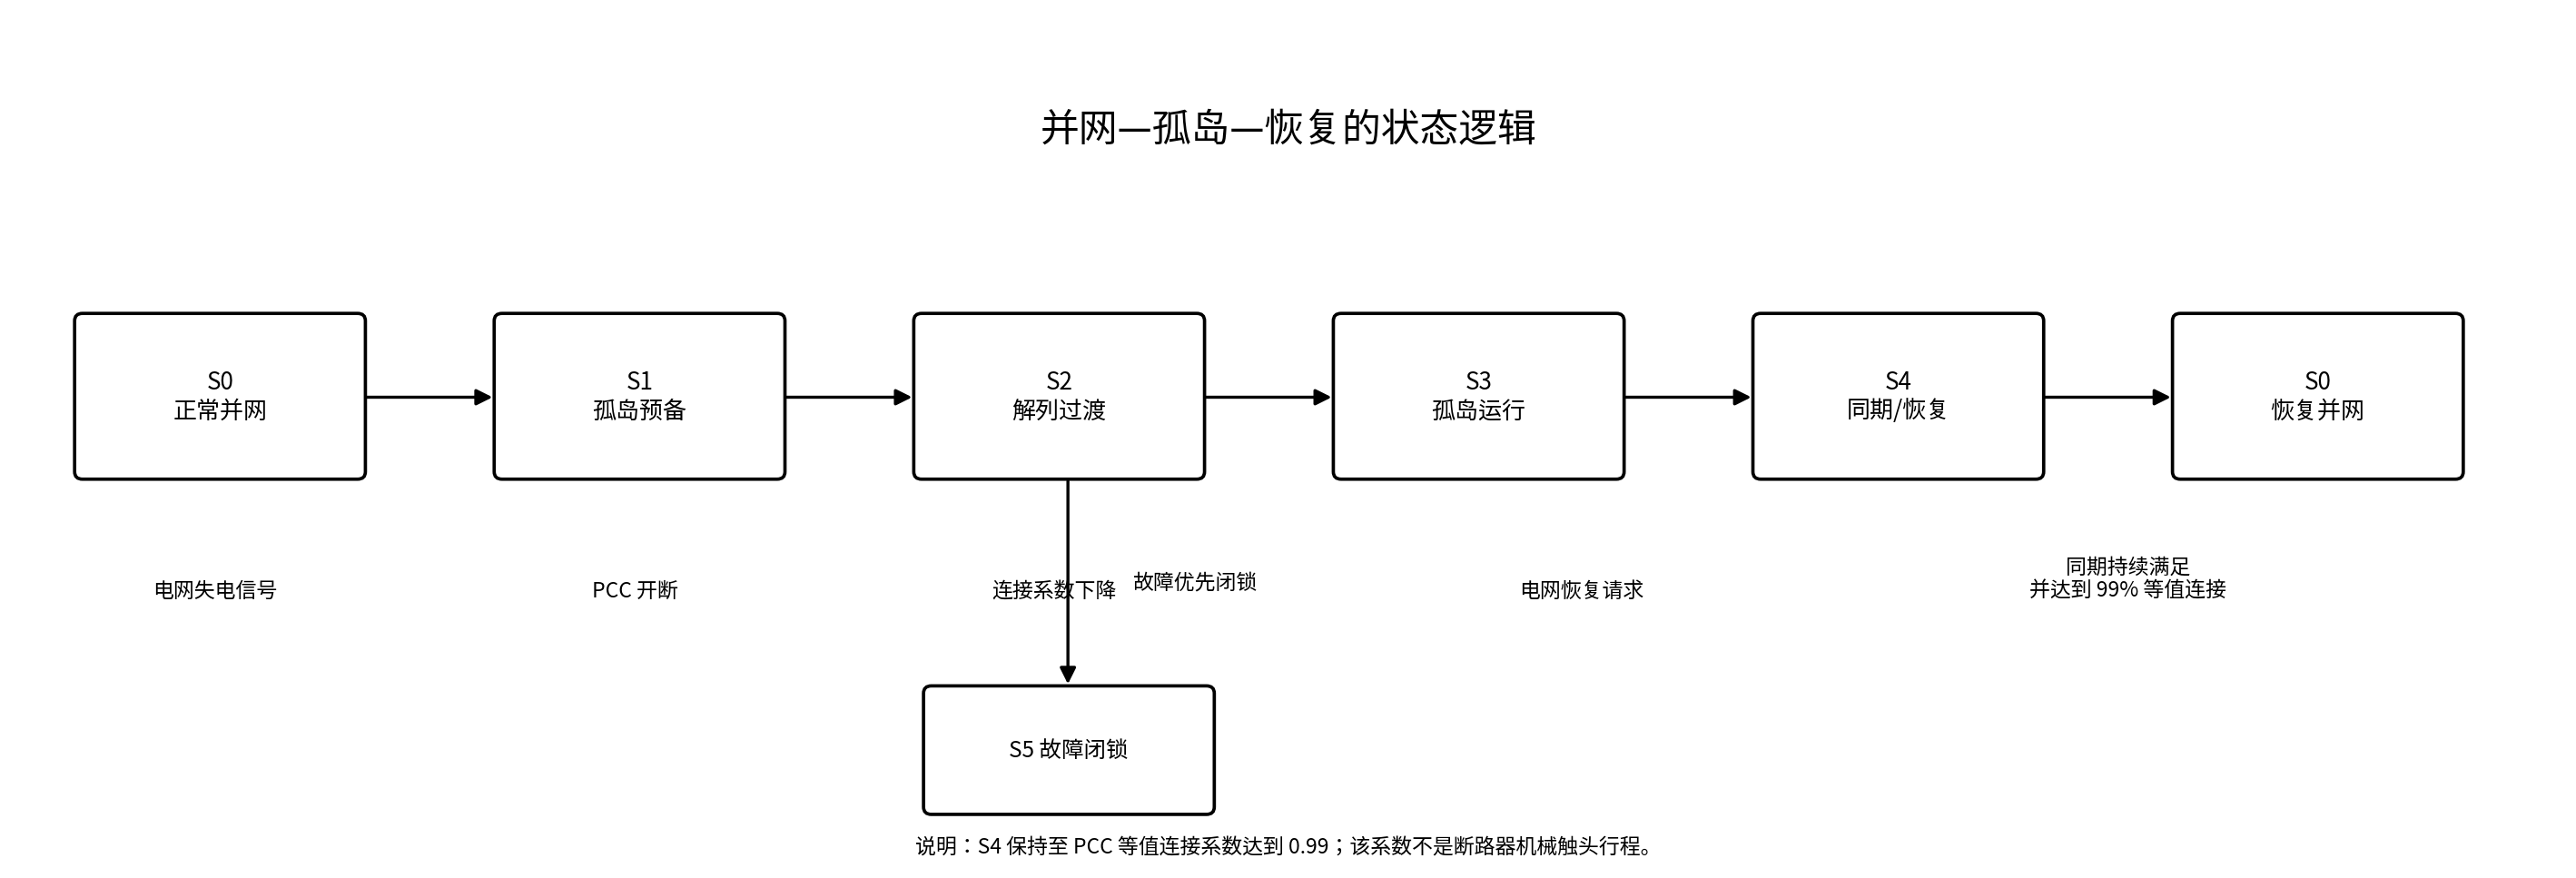 并网—孤岛—恢复的状态逻辑
S0
正常并网
S1
孤岛预备
S2
解列过渡
S3
孤岛运行
S4
同期/恢复
S0
恢复并网
电网失电信号
PCC 开断
连接系数下降
故障优先闭锁
电网恢复请求
同期持续满足
并达到 99% 等值连接
S5 故障闭锁
说明：S4 保持至 PCC 等值连接系数达到 0.99；该系数不是断路器机械触头行程。